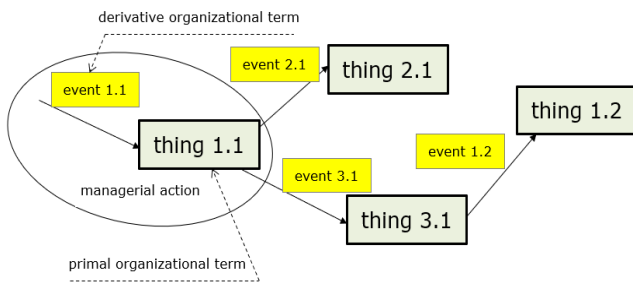 derivative organizational term
event 1.1
event 2.1
thing 2.1
thing 1.2
thing 1.1
event 1.2
managerial action
event 3.1
thing 3.1
primal organizational term